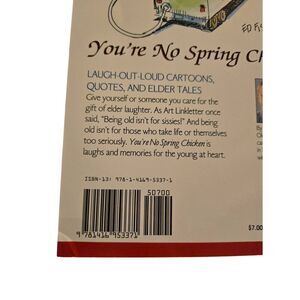 You're No Spring
LAUGH-OUT-LOUD CARTOONS,
QUOTES, AND ELDER TALES
Give yourself or someone you care for the
gift of elder laughter. As Art Linkletter once
said, "Being old isn't for sissies!" And being
old isn't for those who take life or themselves
too seriously. You're No Spring Chicken is
laughs and memories for the young at heart.
ISBN-13: 978-1-4169-5337-1
50700
9 781416 953371
$7.00